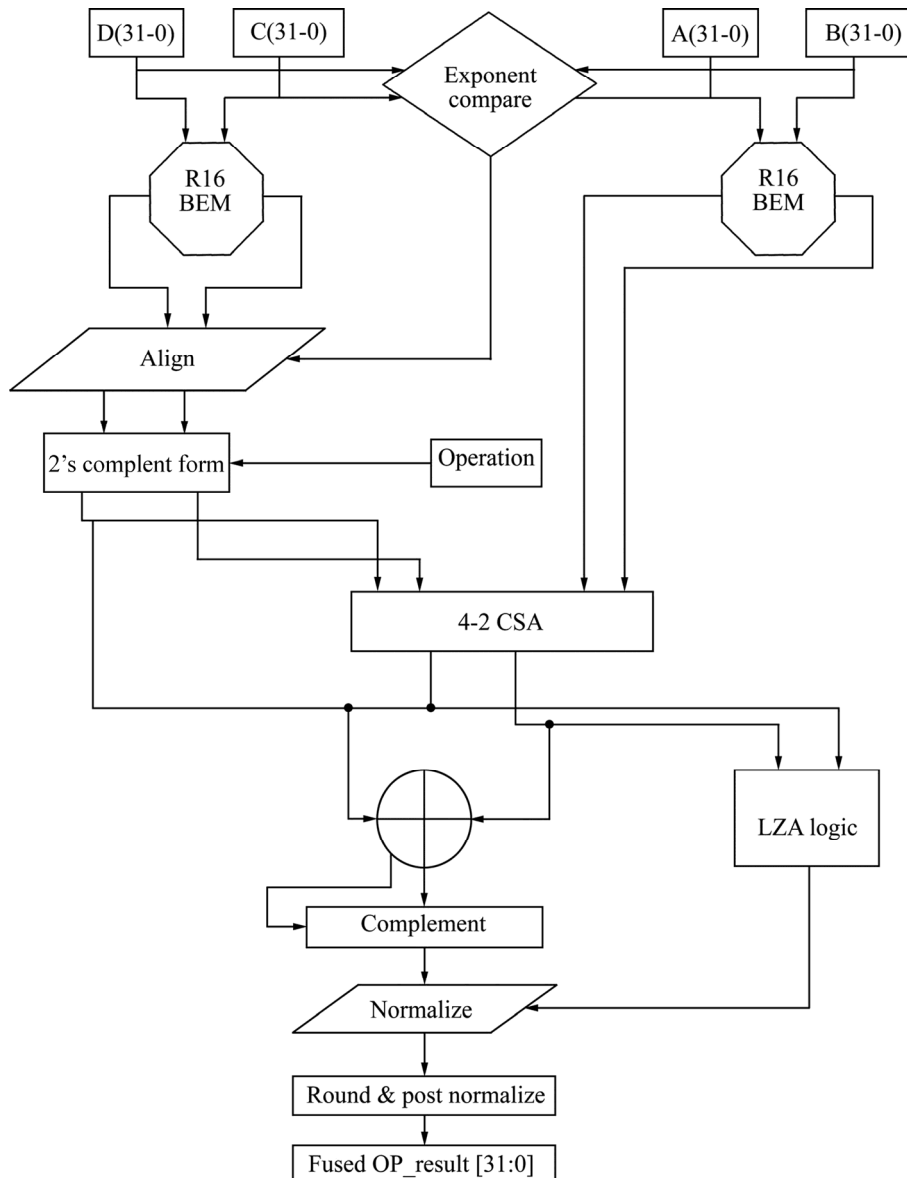 D(31-0)
C(31-0)
A(31-0)
B(31-0)
Exponent
compare
R16
BEM
R16
BEM
Align
2's complent form
Operation
4-2 CSA
LZA logic
Complement
Normalize
Round & post normalize
Fused OP_result [31:0]